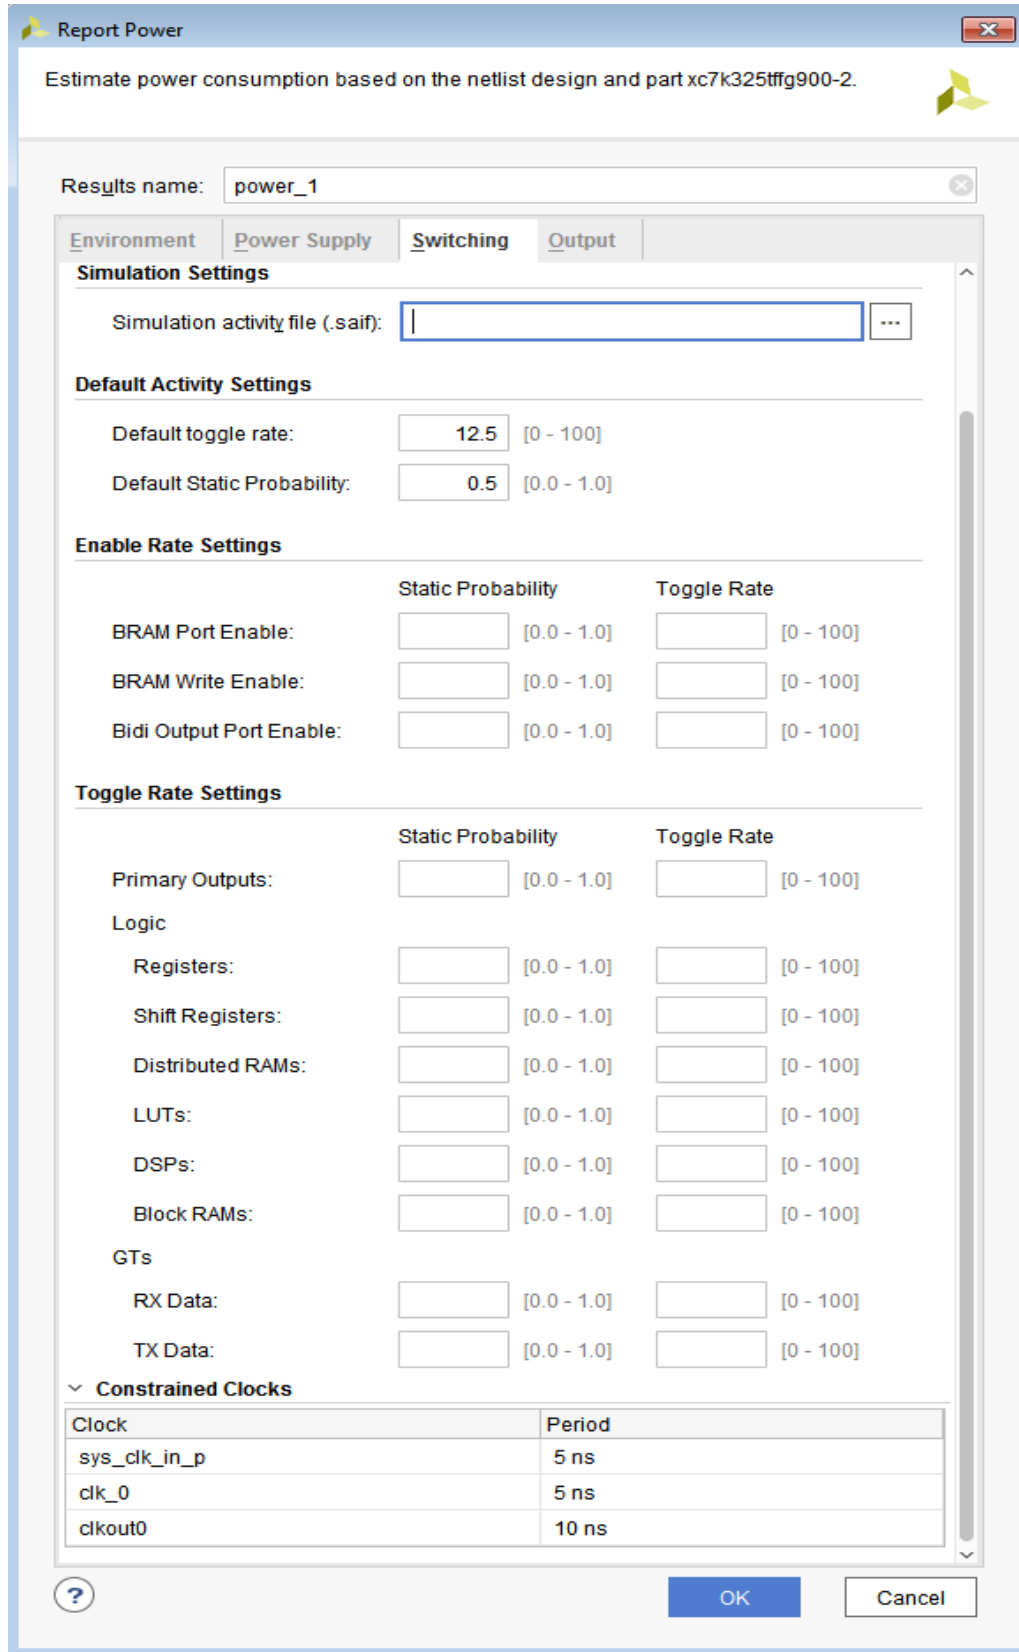 Report Power
Estimate power consumption based on the netlist design and part xc7k325tffg900-2.
Results name: power_1
Environment Power Supply Switching Output
Simulation Settings
Simulation activity file (.saif): ...
Default Activity Settings
Default toggle rate: 12.5 [0 - 100]
Default Static Probability: 0.5 [0.0 - 1.0]
Enable Rate Settings
Static Probability Toggle Rate
BRAM Port Enable: [0.0 - 1.0] [0 - 100]
BRAM Write Enable: [0.0 - 1.0] [0 - 100]
Bidi Output Port Enable: [0.0 - 1.0] [0 - 100]
Toggle Rate Settings
Static Probability Toggle Rate
Primary Outputs: [0.0 - 1.0] [0 - 100]
Logic
Registers: [0.0 - 1.0] [0 - 100]
Shift Registers: [0.0 - 1.0] [0 - 100]
Distributed RAMs: [0.0 - 1.0] [0 - 100]
LUTs: [0.0 - 1.0] [0 - 100]
DSPs: [0.0 - 1.0] [0 - 100]
Block RAMs: [0.0 - 1.0] [0 - 100]
GTs
RX Data: [0.0 - 1.0] [0 - 100]
TX Data: [0.0 - 1.0] [0 - 100]
Constrained Clocks
Clock Period
sys_clk_in_p 5 ns
clk_0 5 ns
clkout0 10 ns
? OK Cancel